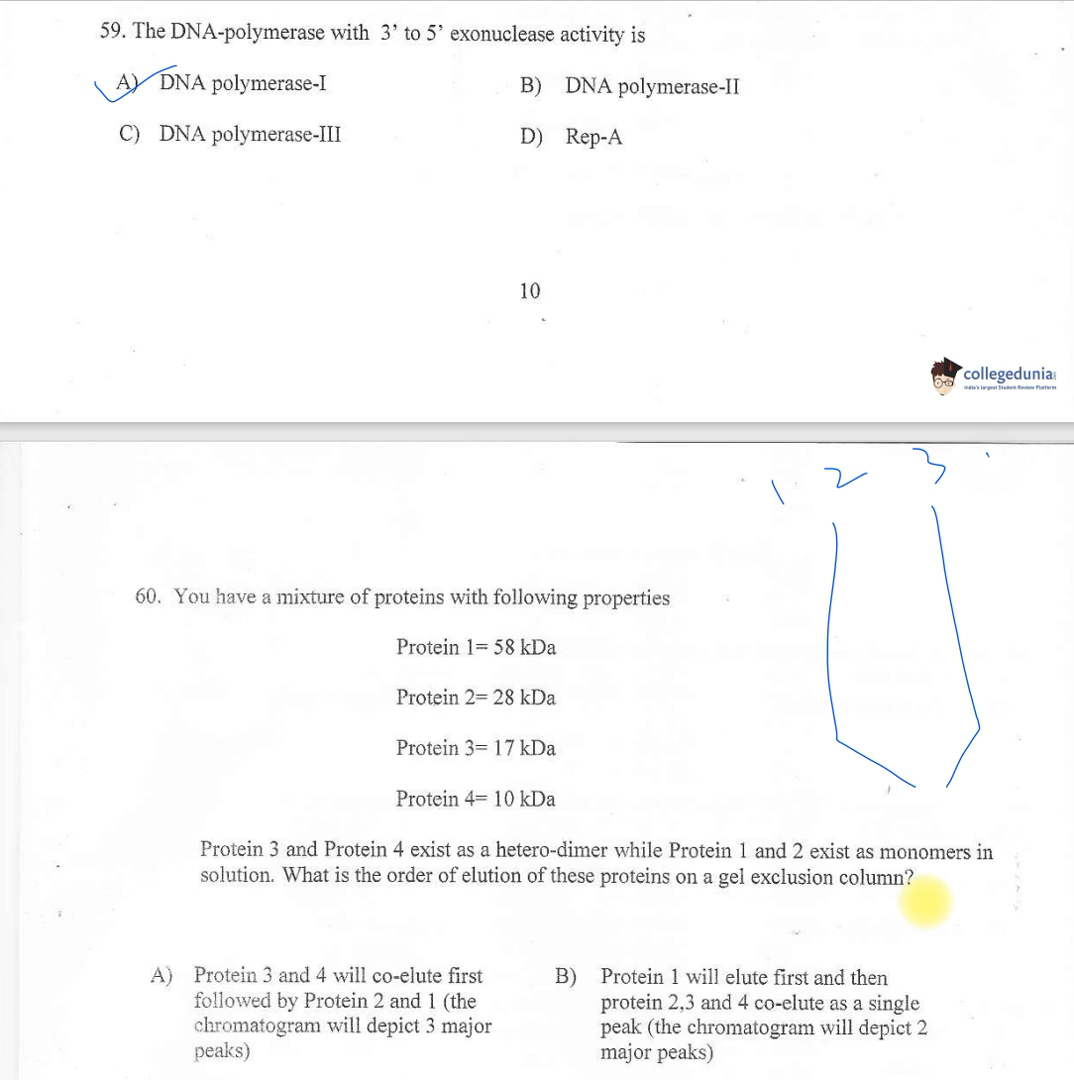 59. The DNA-polymerase with 3’ to 5’ exonuclease activity is
A) DNA polymerase-I B) DNA polymerase-II
C) DNA polymerase-III D) Rep-A
10
collegedunia
India's largest Student Review Platform
1 2 3
60. You have a mixture of proteins with following properties
Protein 1= 58 kDa
Protein 2= 28 kDa
Protein 3= 17 kDa
Protein 4= 10 kDa
Protein 3 and Protein 4 exist as a hetero-dimer while Protein 1 and 2 exist as monomers in
solution. What is the order of elution of these proteins on a gel exclusion column?
A) Protein 3 and 4 will co-elute first
followed by Protein 2 and 1 (the
chromatogram will depict 3 major
peaks)
B) Protein 1 will elute first and then
protein 2,3 and 4 co-elute as a single
peak (the chromatogram will depict 2
major peaks)